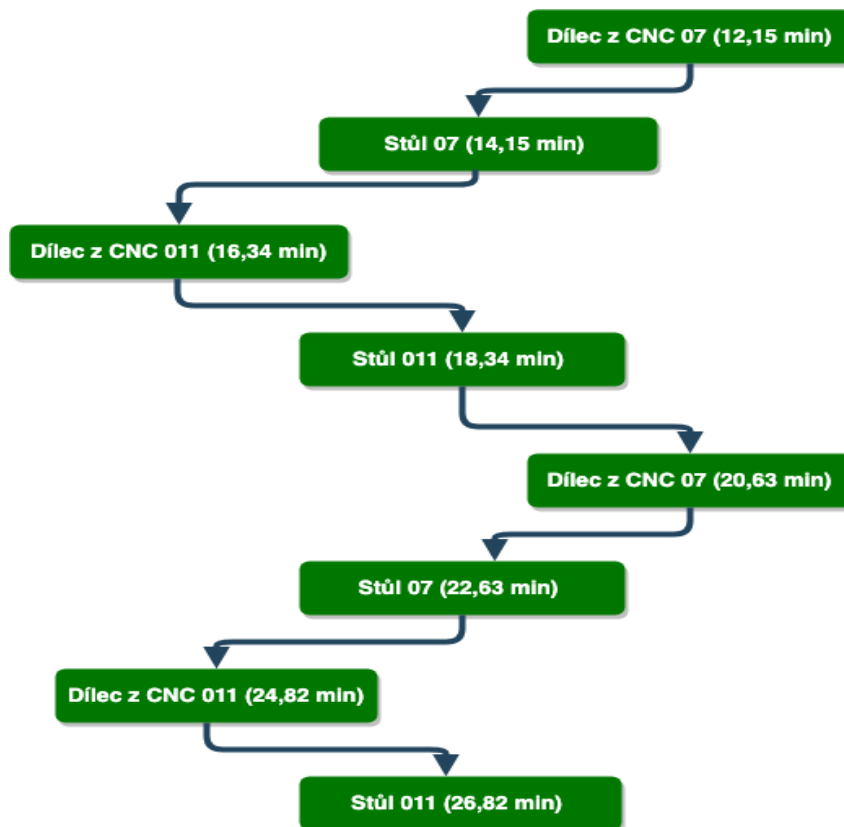 Dílec z CNC 07 (12,15 min)
Stůl 07 (14,15 min)
Dílec z CNC 011 (16,34 min)
Stůl 011 (18,34 min)
Dílec z CNC 07 (20,63 min)
Stůl 07 (22,63 min)
Dílec z CNC 011 (24,82 min)
Stůl 011 (26,82 min)